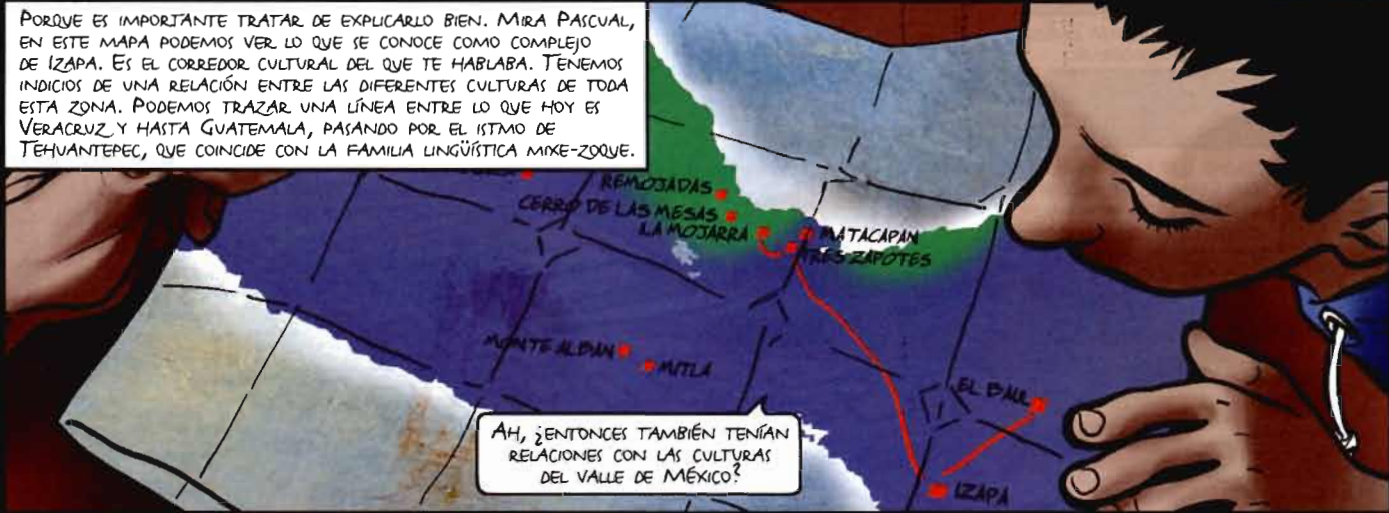 PORQUE ES IMPORTANTE TRATAR DE EXPLICARLO BIEN. MIRA PASCUAL,
EN ESTE MAPA PODEMOS VER LO QUE SE CONOCE COMO COMPLEJO
DE IZAPA. ES EL CORREDOR CULTURAL DEL QUE TE HABLABA. TENEMOS
INDICIOS DE UNA RELACIÓN ENTRE LAS DIFERENTES CULTURAS DE TODA
ESTA ZONA. PODEMOS TRAZAR UNA LÍNEA ENTRE LO QUE HOY ES
VERACRUZ Y HASTA GUATEMALA, PASANDO POR EL ISTMO DE
TEHUANTEPEC, QUE COINCIDE CON LA FAMILIA LINGÜÍSTICA MIXE-ZOQUE.
REMOJADAS
CERRO DE LAS MESAS
LA MOJARRA
MATACAPAN
TRES ZAPOTES
MONTE ALBAN
MITLA
EL BAUL
IZAPA
AH, ¿ENTONCES TAMBIÉN TENÍAN
RELACIONES CON LAS CULTURAS
DEL VALLE DE MÉXICO?